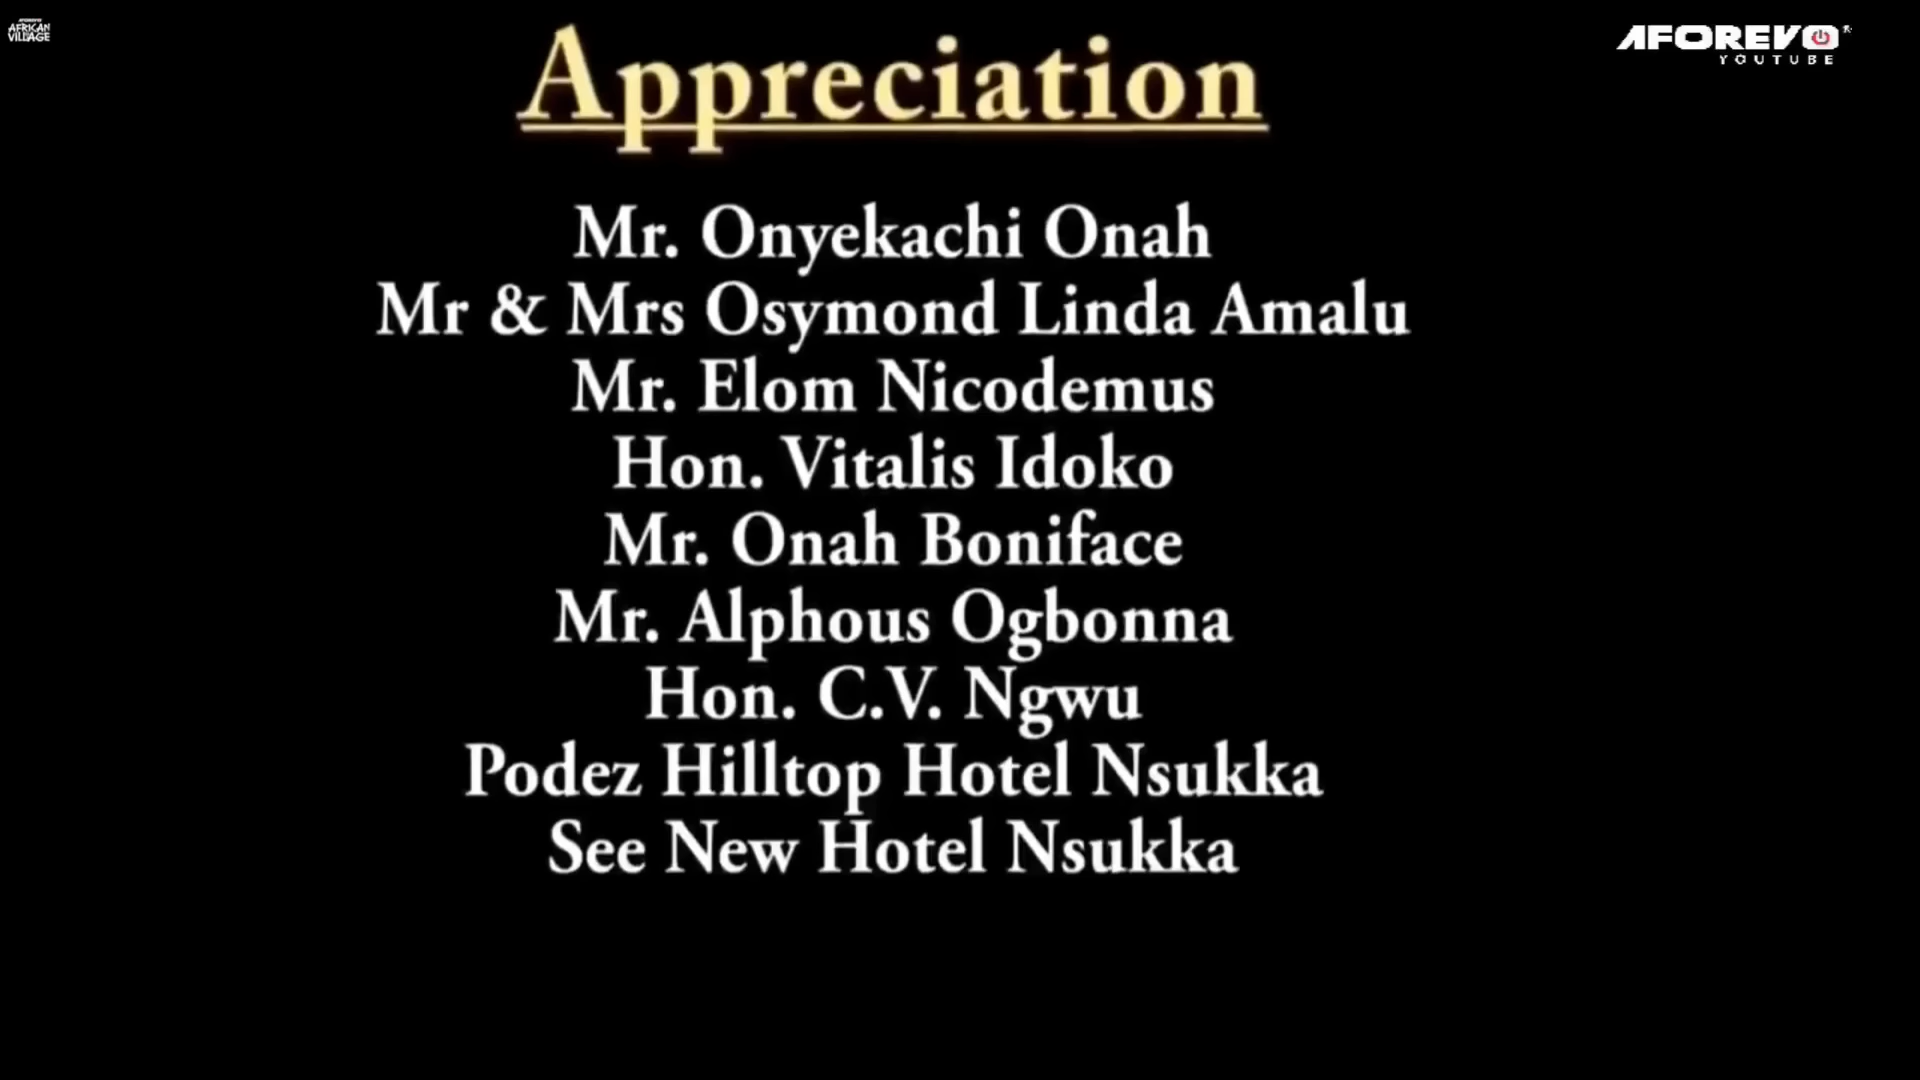 AFOREVO
AFRICAN
VILLAGE
AFOREVO
YOUTUBE
Appreciation
Mr. Onyekachi Onah
Mr & Mrs Osymond Linda Amalu
Mr. Elom Nicodemus
Hon. Vitalis Idoko
Mr. Onah Boniface
Mr. Alphous Ogbonna
Hon. C.V. Ngwu
Podez Hilltop Hotel Nsukka
See New Hotel Nsukka